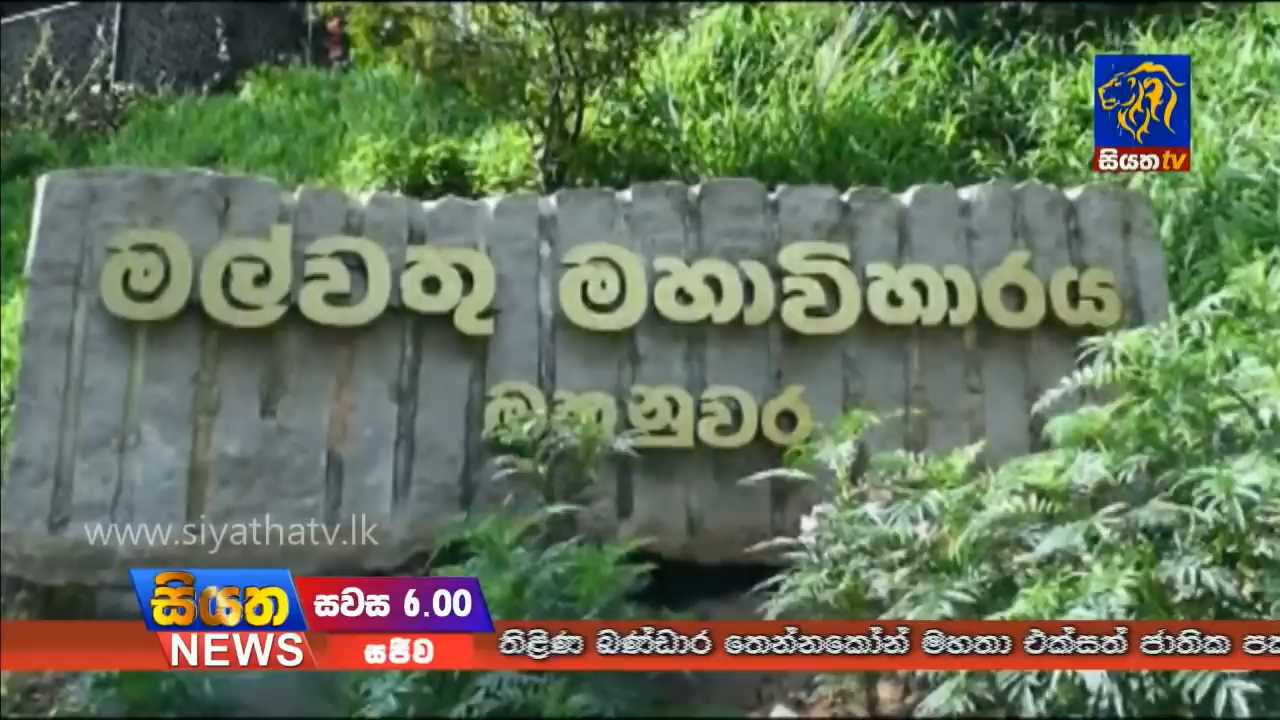 සියත tv
මල්වතු මහාවිහාරය
මහනුවර
www.siyathatv.lk
සියත
සවස 6.00
NEWS
සජීව
තිළිණ බණ්ඩාර තෙන්නකෝන් මහතා එක්සත් ජාතික